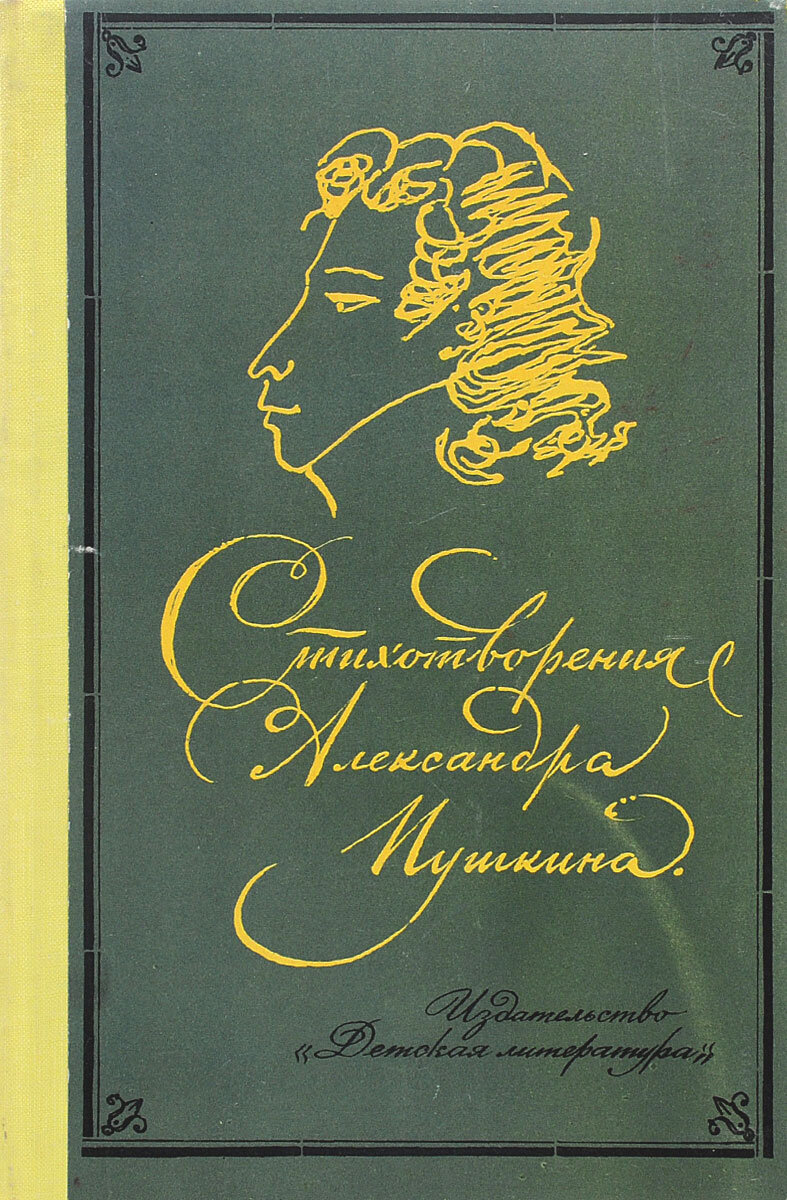 Стихотворения
Александра
Пушкина.
Издательство
«Детская литература»